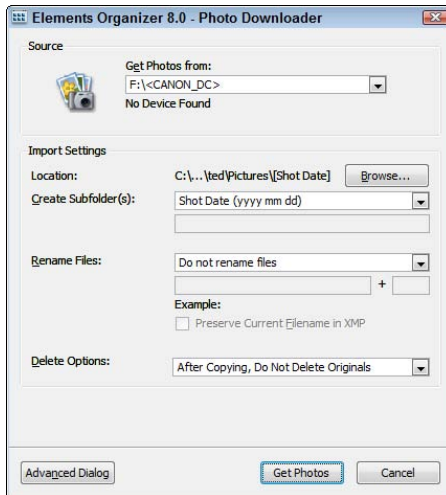 Elements Organizer 8.0 - Photo Downloader
Source
Get Photos from:
F:\<CANON_DC>
No Device Found
Import Settings
Location: C:\...\ted\Pictures\[Shot Date] Browse...
Create Subfolder(s): Shot Date (yyyy mm dd)
Rename Files: Do not rename files
+
Example:
Preserve Current Filename in XMP
Delete Options: After Copying, Do Not Delete Originals
Advanced Dialog Get Photos Cancel